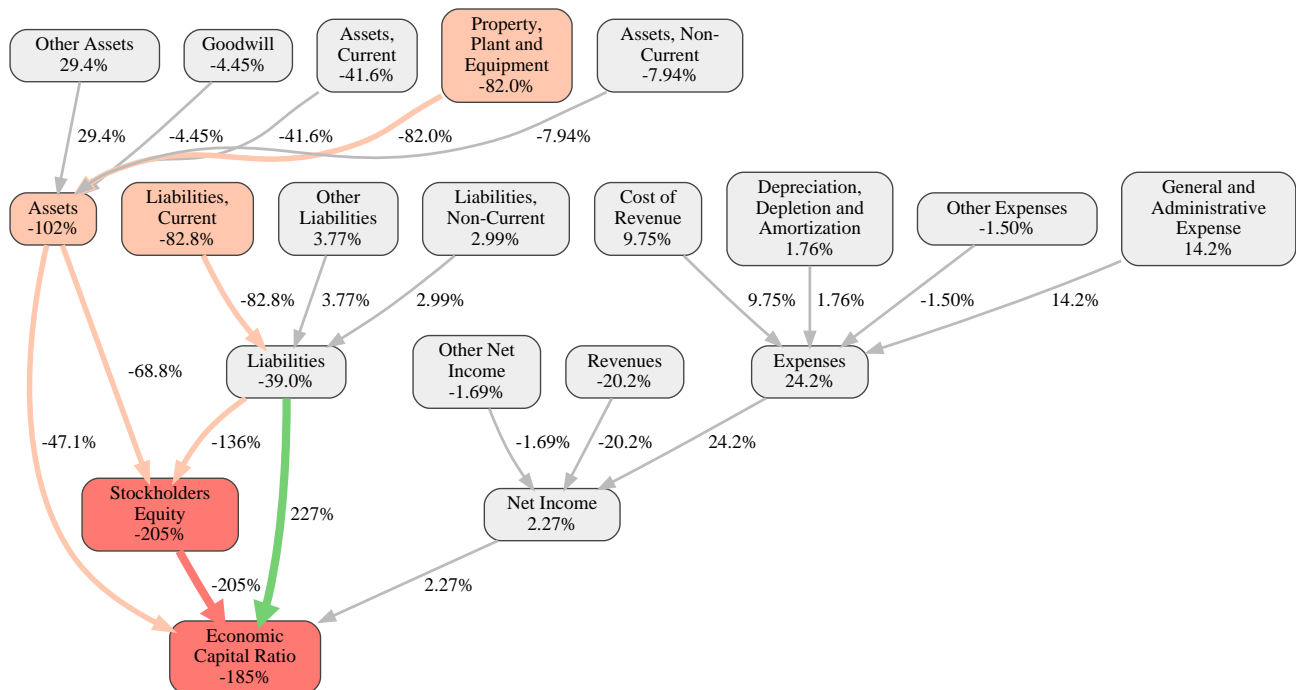 Other Assets
29.4%
Goodwill
-4.45%
Assets,
Current
-41.6%
Property,
Plant and
Equipment
-82.0%
Assets, Non-
Current
-7.94%
29.4%
-4.45%
-41.6%
-82.0%
-7.94%
Assets
-102%
Liabilities,
Current
-82.8%
Other
Liabilities
3.77%
Liabilities,
Non-Current
2.99%
Cost of
Revenue
9.75%
Depreciation,
Depletion and
Amortization
1.76%
Other Expenses
-1.50%
General and
Administrative
Expense
14.2%
-82.8%
3.77%
2.99%
9.75%
1.76%
-1.50%
14.2%
-68.8%
Liabilities
-39.0%
Other Net
Income
-1.69%
Revenues
-20.2%
Expenses
24.2%
-47.1%
-136%
-1.69%
-20.2%
24.2%
Stockholders
Equity
-205%
227%
Net Income
2.27%
-205%
2.27%
Economic
Capital Ratio
-185%